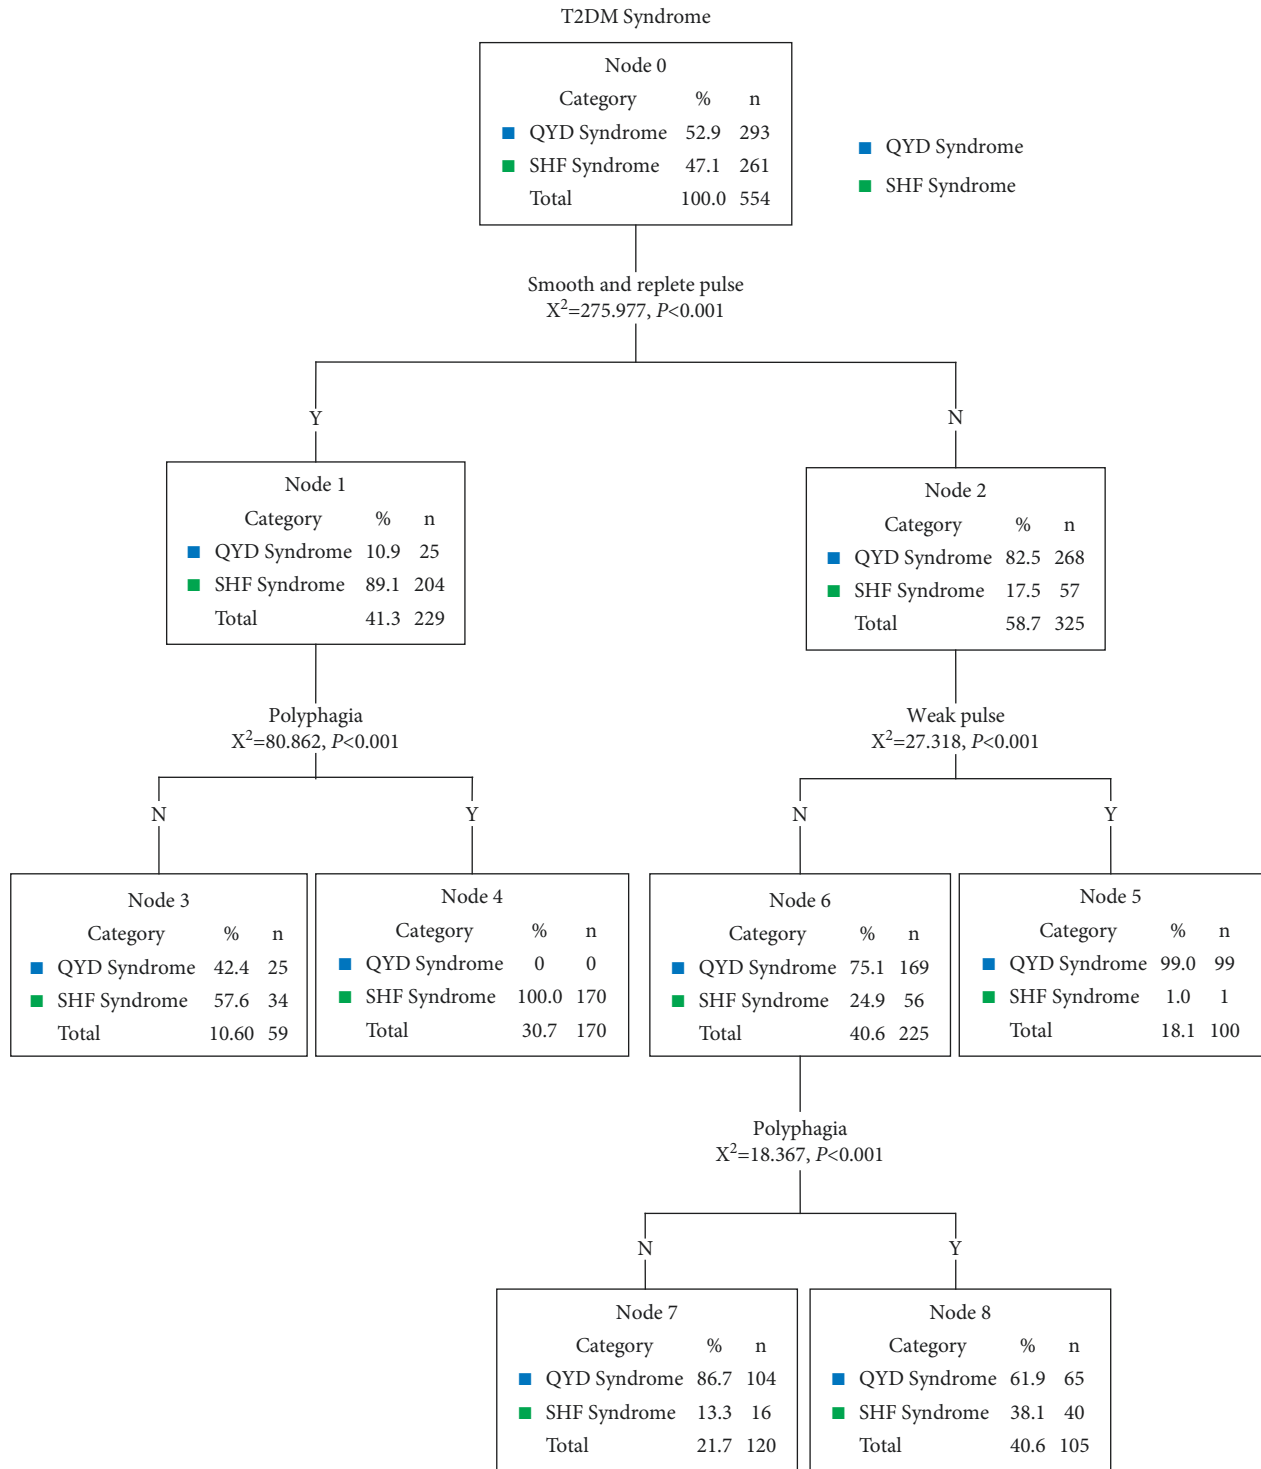 T2DM Syndrome
Node 0
Category % n
QYD Syndrome 52.9 293
SHF Syndrome 47.1 261
Total 100.0 554
QYD Syndrome
SHF Syndrome
Smooth and replete pulse
X²=275.977, P<0.001
Y
N
Node 1
Category % n
QYD Syndrome 10.9 25
SHF Syndrome 89.1 204
Total 41.3 229
Node 2
Category % n
QYD Syndrome 82.5 268
SHF Syndrome 17.5 57
Total 58.7 325
Polyphagia
X²=80.862, P<0.001
Weak pulse
X²=27.318, P<0.001
N
Y
N
Y
Node 3
Category % n
QYD Syndrome 42.4 25
SHF Syndrome 57.6 34
Total 10.60 59
Node 4
Category % n
QYD Syndrome 0 0
SHF Syndrome 100.0 170
Total 30.7 170
Node 6
Category % n
QYD Syndrome 75.1 169
SHF Syndrome 24.9 56
Total 40.6 225
Node 5
Category % n
QYD Syndrome 99.0 99
SHF Syndrome 1.0 1
Total 18.1 100
Polyphagia
X²=18.367, P<0.001
N
Y
Node 7
Category % n
QYD Syndrome 86.7 104
SHF Syndrome 13.3 16
Total 21.7 120
Node 8
Category % n
QYD Syndrome 61.9 65
SHF Syndrome 38.1 40
Total 40.6 105